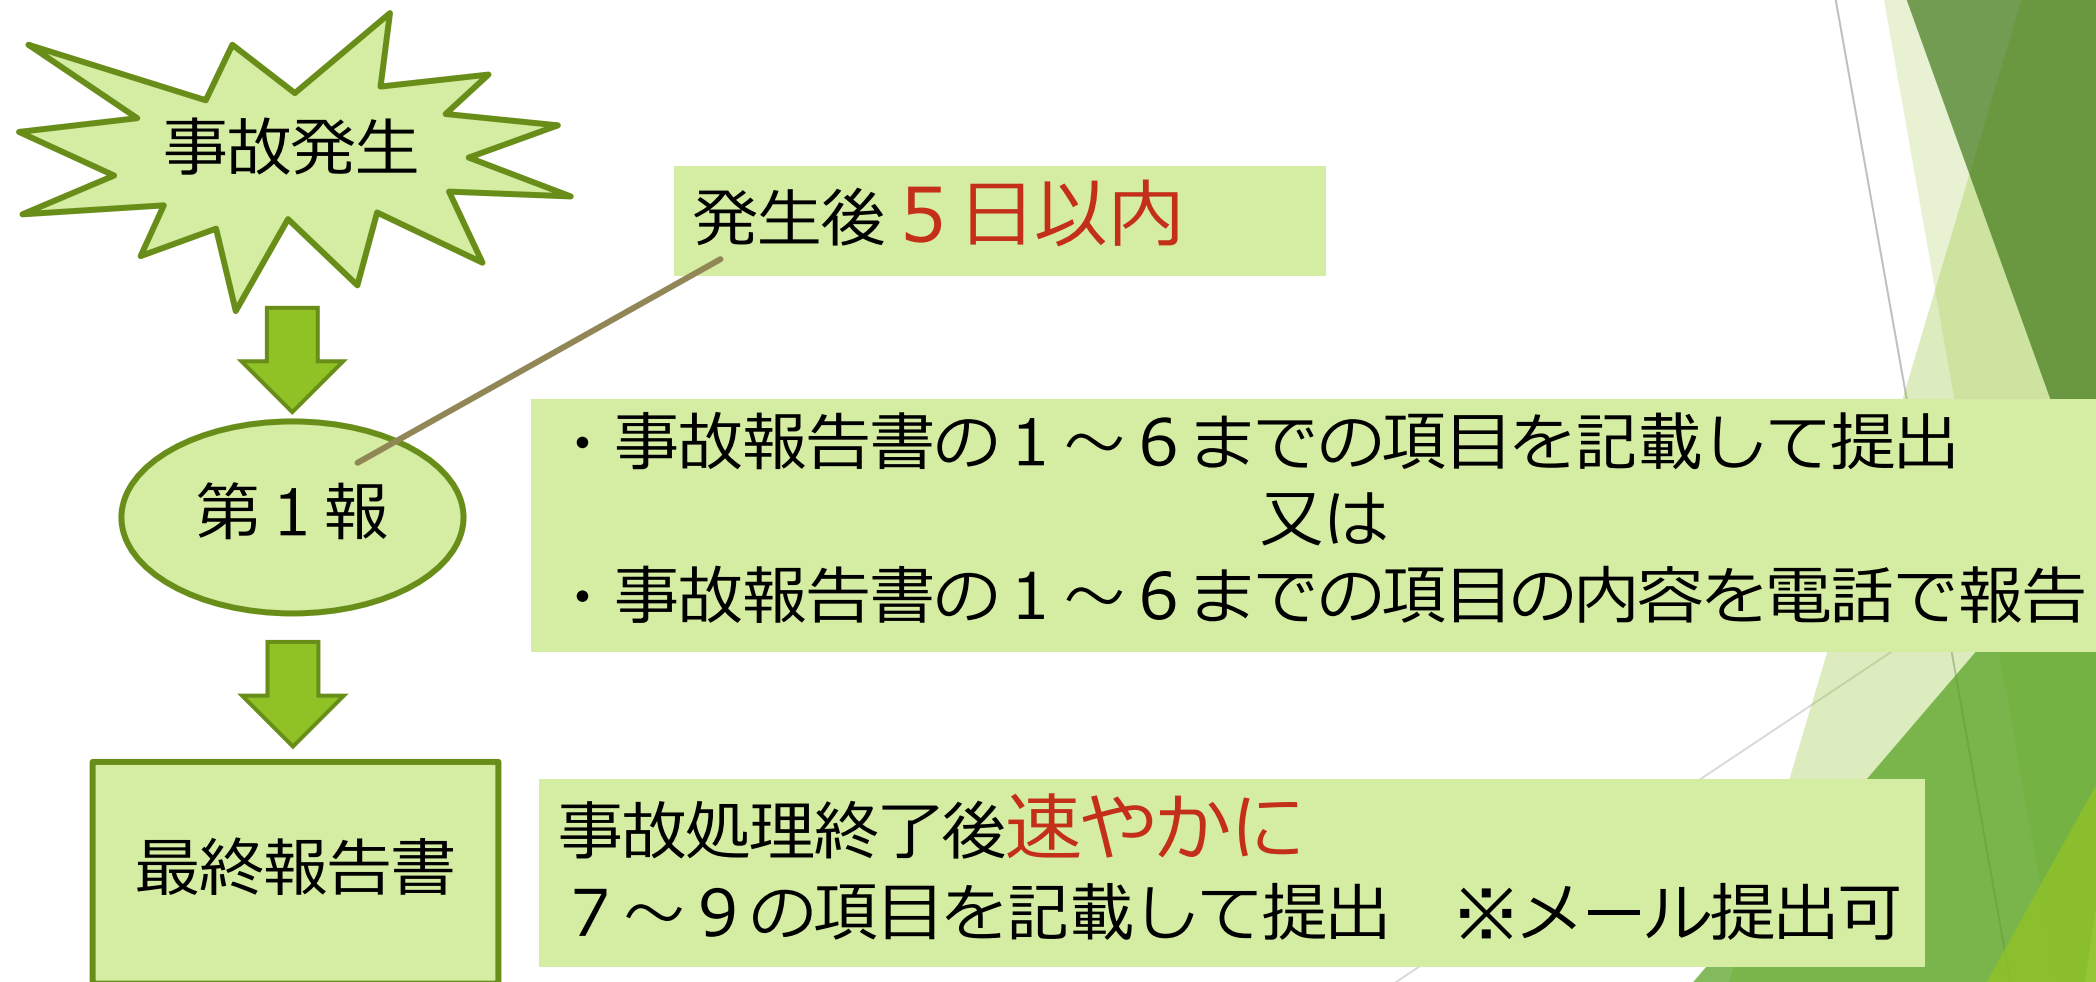 事故発生
発生後５日以内
第１報
・事故報告書の１～６までの項目を記載して提出
又は
・事故報告書の１～６までの項目の内容を電話で報告
最終報告書
事故処理終了後速やかに
７～９の項目を記載して提出　※メール提出可